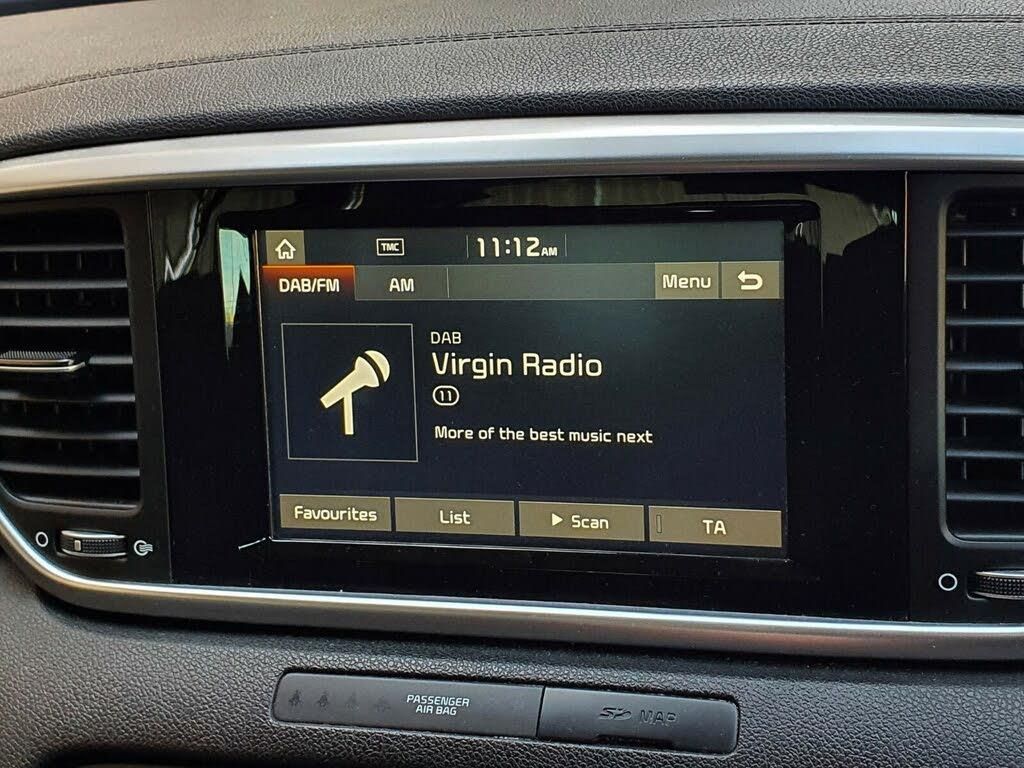 TMC
11:12AM
DAB/FM AM Menu
DAB
Virgin Radio
11
More of the best music next
Favourites List Scan TA
PASSENGER
AIR BAG
SD MAP